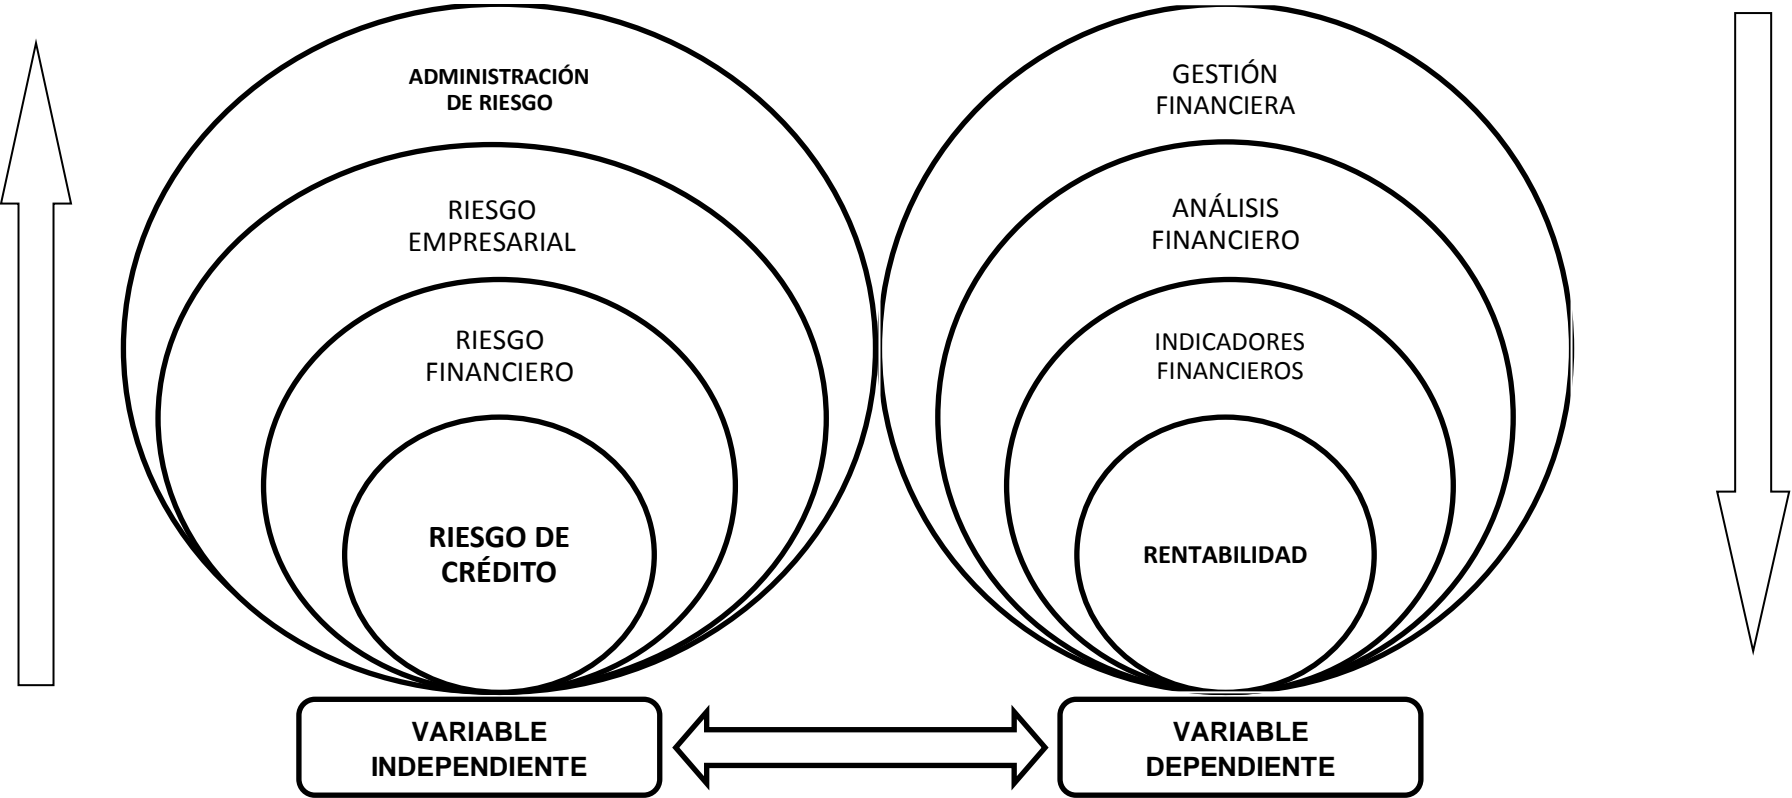 ADMINISTRACIÓN
DE RIESGO
RIESGO
EMPRESARIAL
RIESGO
FINANCIERO
RIESGO DE
CRÉDITO
VARIABLE
INDEPENDIENTE
GESTIÓN
FINANCIERA
ANÁLISIS
FINANCIERO
INDICADORES
FINANCIEROS
RENTABILIDAD
VARIABLE
DEPENDIENTE